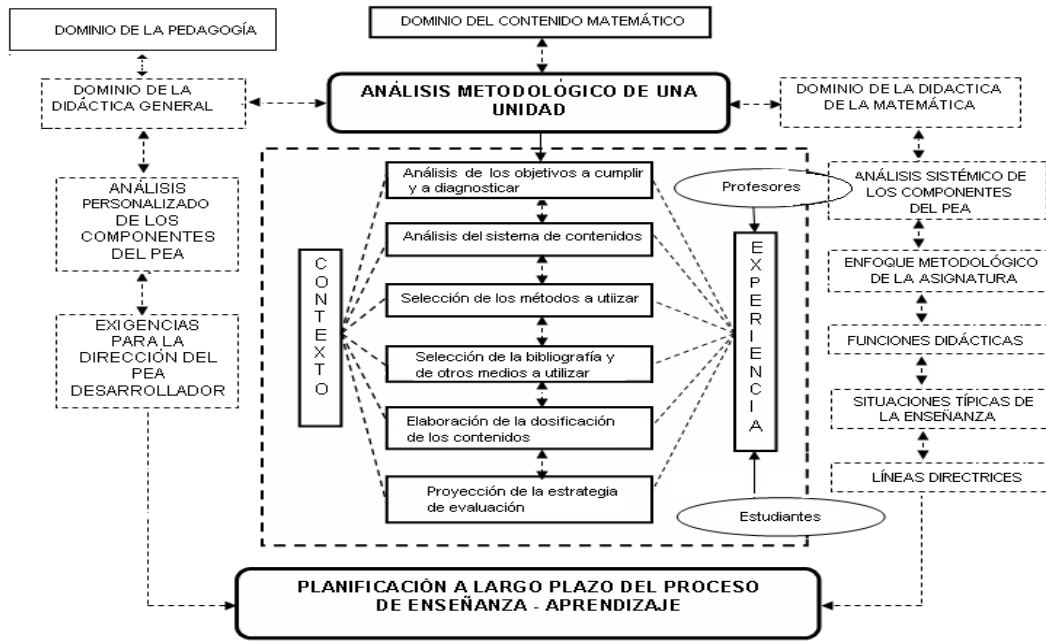 DOMINIO DE LA PEDAGOGÍA
DOMINIO DEL CONTENIDO MATEMÁTICO
DOMINIO DE LA
DIDÁCTICA GENERAL
ANÁLISIS METODOLÓGICO DE UNA
UNIDAD
DOMINIO DE LA DIDACTICA
DE LA MATEMÁTICA
ANÁLISIS
PERSONALIZADO
DE LOS
COMPONENTES
DEL PEA
EXIGENCIAS
PARA LA
DIRECCIÓN DEL
PEA
DESARROLLADOR
CONTEXTO
Análisis de los objetivos a cumplir
y a diagnosticar
Análisis del sistema de contenidos
Selección de los métodos a utiizar
Selección de la bibliografía y
de otros medios a utilizar
Elaboración de la dosificación
de los contenidos
Proyección de la estrategia
de evaluación
Profesores
EXPERIENCIA
Estudiantes
ANÁLISIS SISTÉMICO DE
LOS COMPONENTES
DEL PEA
ENFOQUE METODOLÓGICO
DE LA ASIGNATURA
FUNCIONES DIDÁCTICAS
SITUACIONES TÍPICAS DE
LA ENSEÑANZA
LÍNEAS DIRECTRICES
PLANIFICACIÓN A LARGO PLAZO DEL PROCESO
DE ENSEÑANZA - APRENDIZAJE